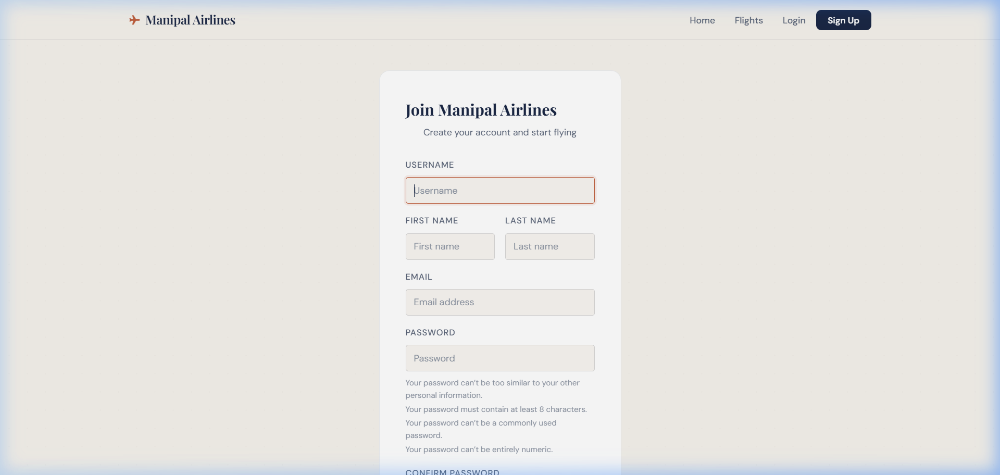 Manipal Airlines
Home Flights Login Sign Up
Join Manipal Airlines
Create your account and start flying
USERNAME
Username
FIRST NAME LAST NAME
First name Last name
EMAIL
Email address
PASSWORD
Password
Your password can’t be too similar to your other
personal information.
Your password must contain at least 8 characters.
Your password can’t be a commonly used
password.
Your password can’t be entirely numeric.
CONFIRM PASSWORD